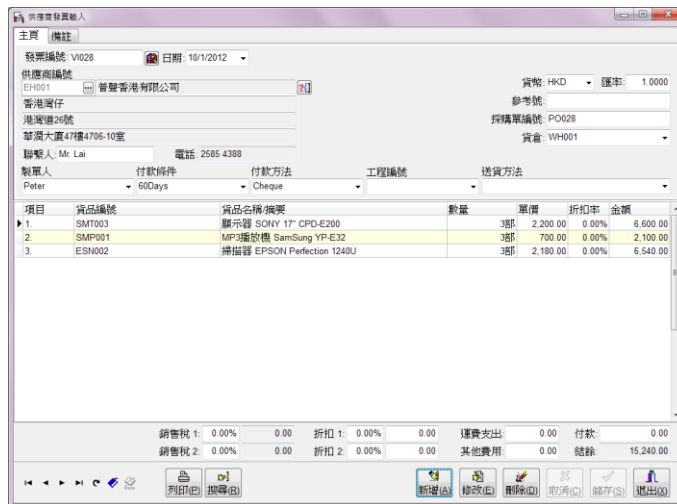 供應商發票輸入
主頁 備註
發票編號: VI028 日期: 10/1/2012
供應商編號
EH001 普聲香港有限公司 貨幣: HKD 匯率: 1.0000
香港灣仔 參考號:
港灣道26號 採購單編號: PO028
華潤大廈47樓4706-10室 貨倉: WH001
聯繫人: Mr. Lai 電話: 2585 4388
製單人 付款條件 付款方法 工程編號 送貨方法
Peter 60Days Cheque
項目 貨品編號 貨品名稱/摘要 數量 單價 折扣率 金額
1. SMT003 顯示器 SONY 17" CPD-E200 3部 2,200.00 0.00% 6,600.00
2. SMP001 MP3播放機 SamSung YP-E32 3部 700.00 0.00% 2,100.00
3. ESN002 掃描器 EPSON Perfection 1240U 3部 2,180.00 0.00% 6,540.00
銷售稅 1: 0.00% 0.00 折扣 1: 0.00% 0.00 運費支出: 0.00 付款: 0.00
銷售稅 2: 0.00% 0.00 折扣 2: 0.00% 0.00 其他費用: 0.00 結餘: 15,240.00
列印(P) 搜尋(R) 新增(A) 修改(E) 刪除(D) 取消(C) 儲存(S) 退出(X)